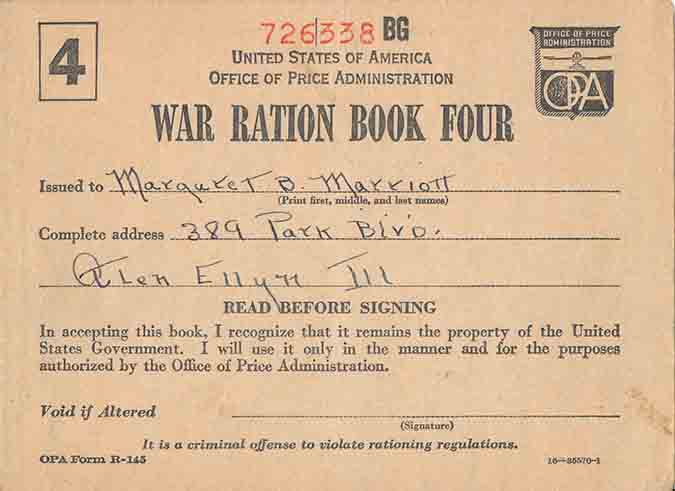 4
726338 BG
UNITED STATES OF AMERICA
OFFICE OF PRICE ADMINISTRATION
OFFICE OF PRICE
ADMINISTRATION
OPA
WAR RATION BOOK FOUR
Issued to Margaret B. Marriott
(Print first, middle, and last names)
Complete address 389 Park Blvd.
Glen Ellyn Ill
READ BEFORE SIGNING
In accepting this book, I recognize that it remains the property of the United
States Government. I will use it only in the manner and for the purposes
authorized by the Office of Price Administration.
Void if Altered
(Signature)
It is a criminal offense to violate rationing regulations.
OPA Form R-145
16—35570-1